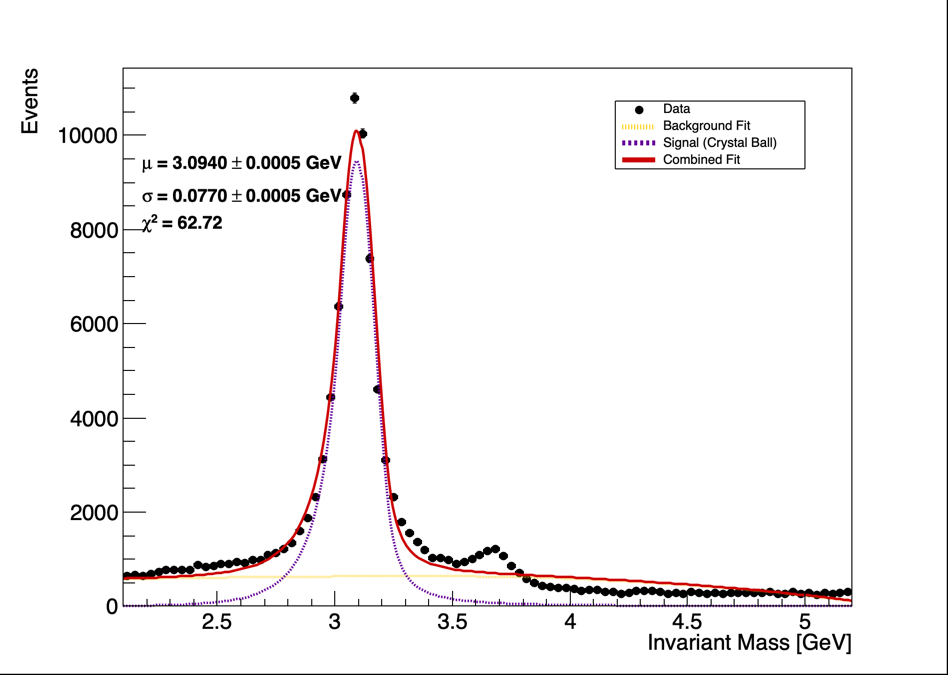 Events
10000
8000
6000
4000
2000
0
μ = 3.0940 ± 0.0005 GeV
σ = 0.0770 ± 0.0005 GeV
χ² = 62.72
Data
Background Fit
Signal (Crystal Ball)
Combined Fit
2.5 3 3.5 4 4.5 5
Invariant Mass [GeV]